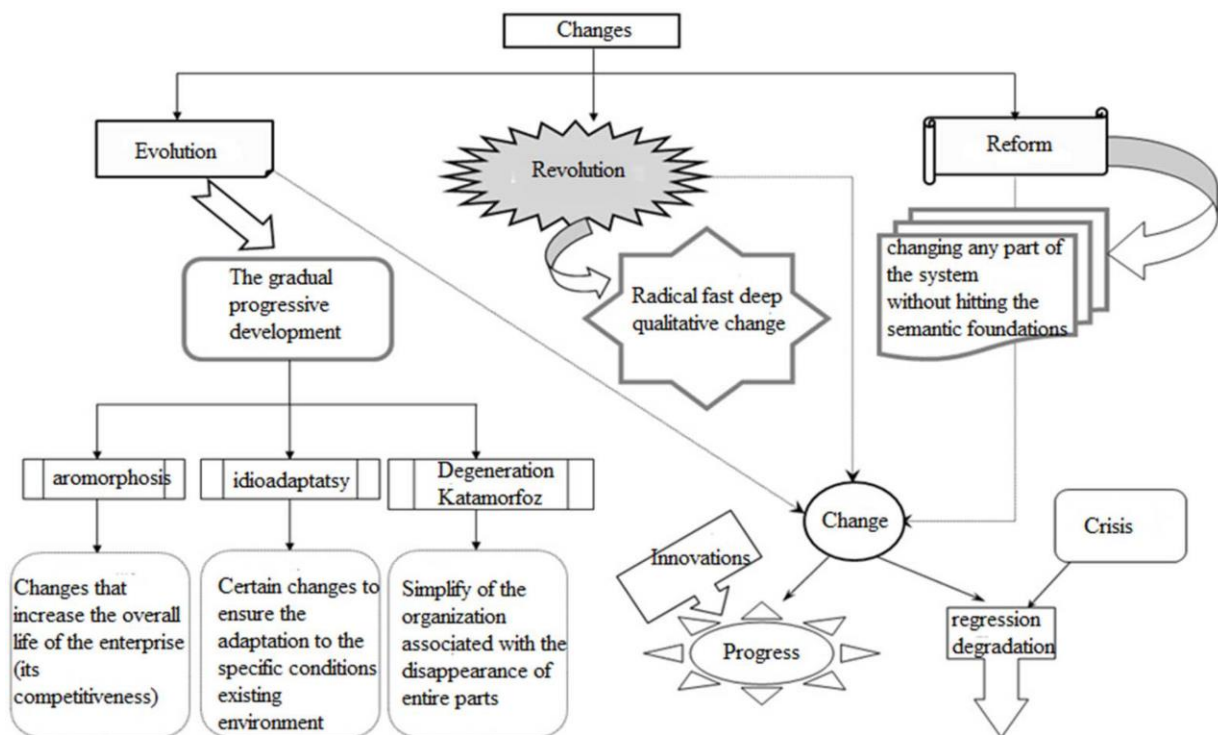 Changes
Evolution
Revolution
Reform
The gradual
progressive
development
Radical fast deep
qualitative change
changing any part of
the system
without hitting the
semantic foundations
aromorphosis
idioadaptatsy
Degeneration
Katamorfoz
Changes that
increase the overall
life of the enterprise
(its
competitiveness)
Certain changes to
ensure the
adaptation to the
specific conditions
existing
environment
Simplify of the
organization
associated with the
disappearance of
entire parts
Change
Crisis
Innovations
Progress
regression
degradation